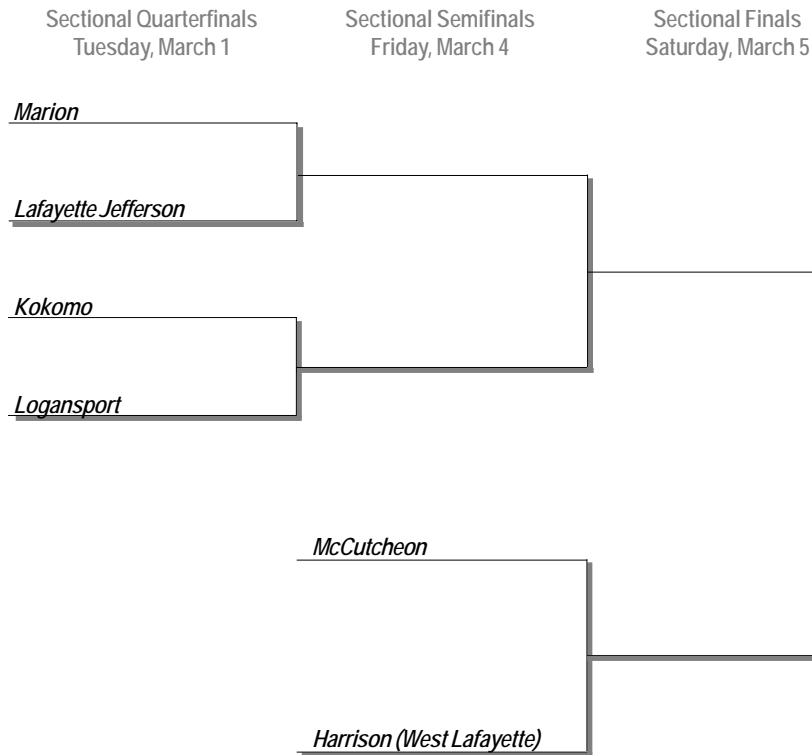 Sectional Quarterfinals
Tuesday, March 1
Sectional Semifinals
Friday, March 4
Sectional Finals
Saturday, March 5
Marion
Lafayette Jefferson
Kokomo
Logansport
McCutcheon
Harrison (West Lafayette)